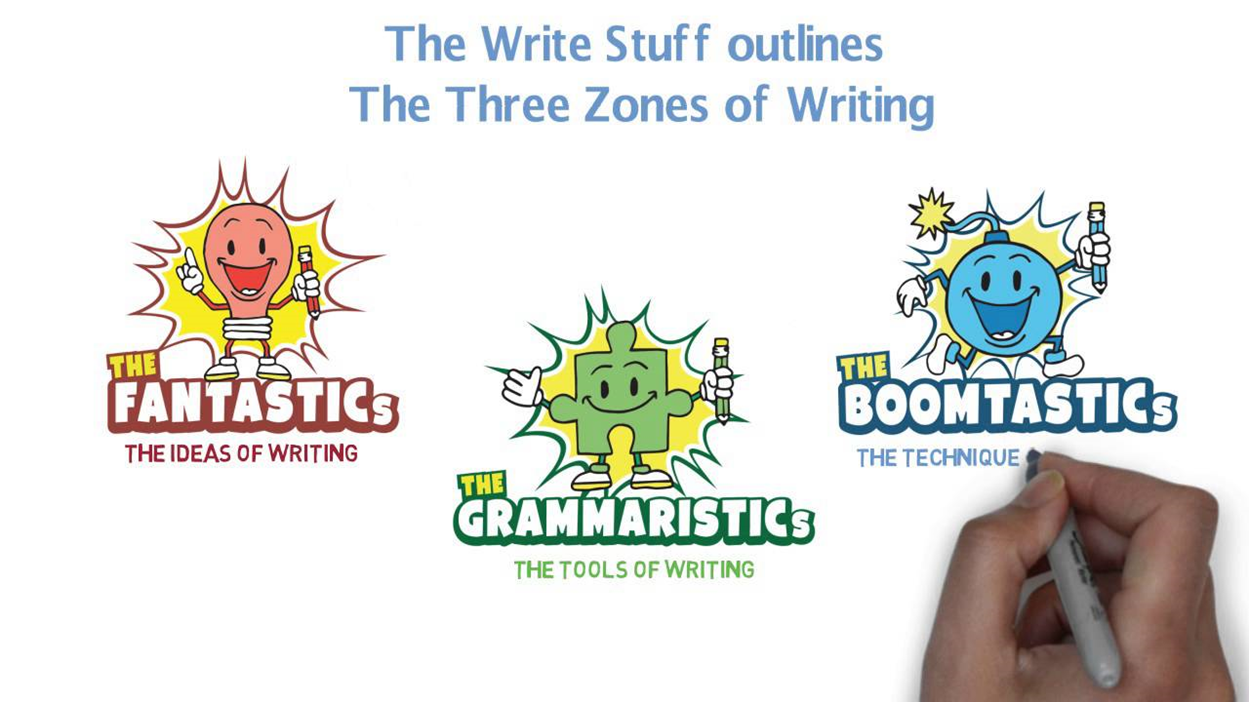 The Write Stuff outlines
The Three Zones of Writing
THE
FANTASTICs
THE IDEAS OF WRITING
THE
GRAMMARISTICs
THE TOOLS OF WRITING
THE
BOOMTASTICs
THE TECHNIQUE